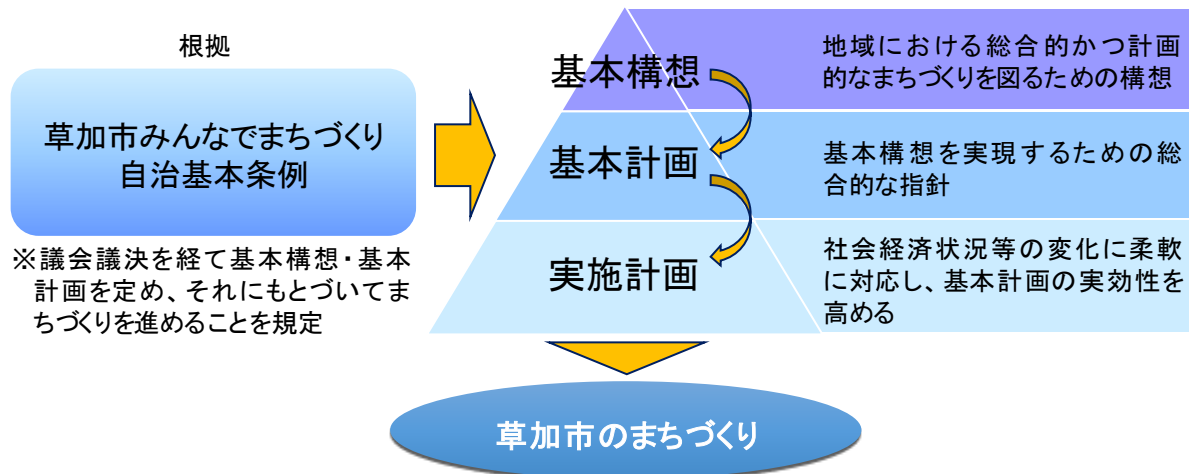 根拠
草加市みんなでまちづくり
自治基本条例
※議会議決を経て基本構想・基本
計画を定め、それにもとづいてま
ちづくりを進めることを規定
基本構想
地域における総合的かつ計画
的なまちづくりを図るための構想
基本計画
基本構想を実現するための総
合的な指針
実施計画
社会経済状況等の変化に柔軟
に対応し、基本計画の実効性を
高める
草加市のまちづくり